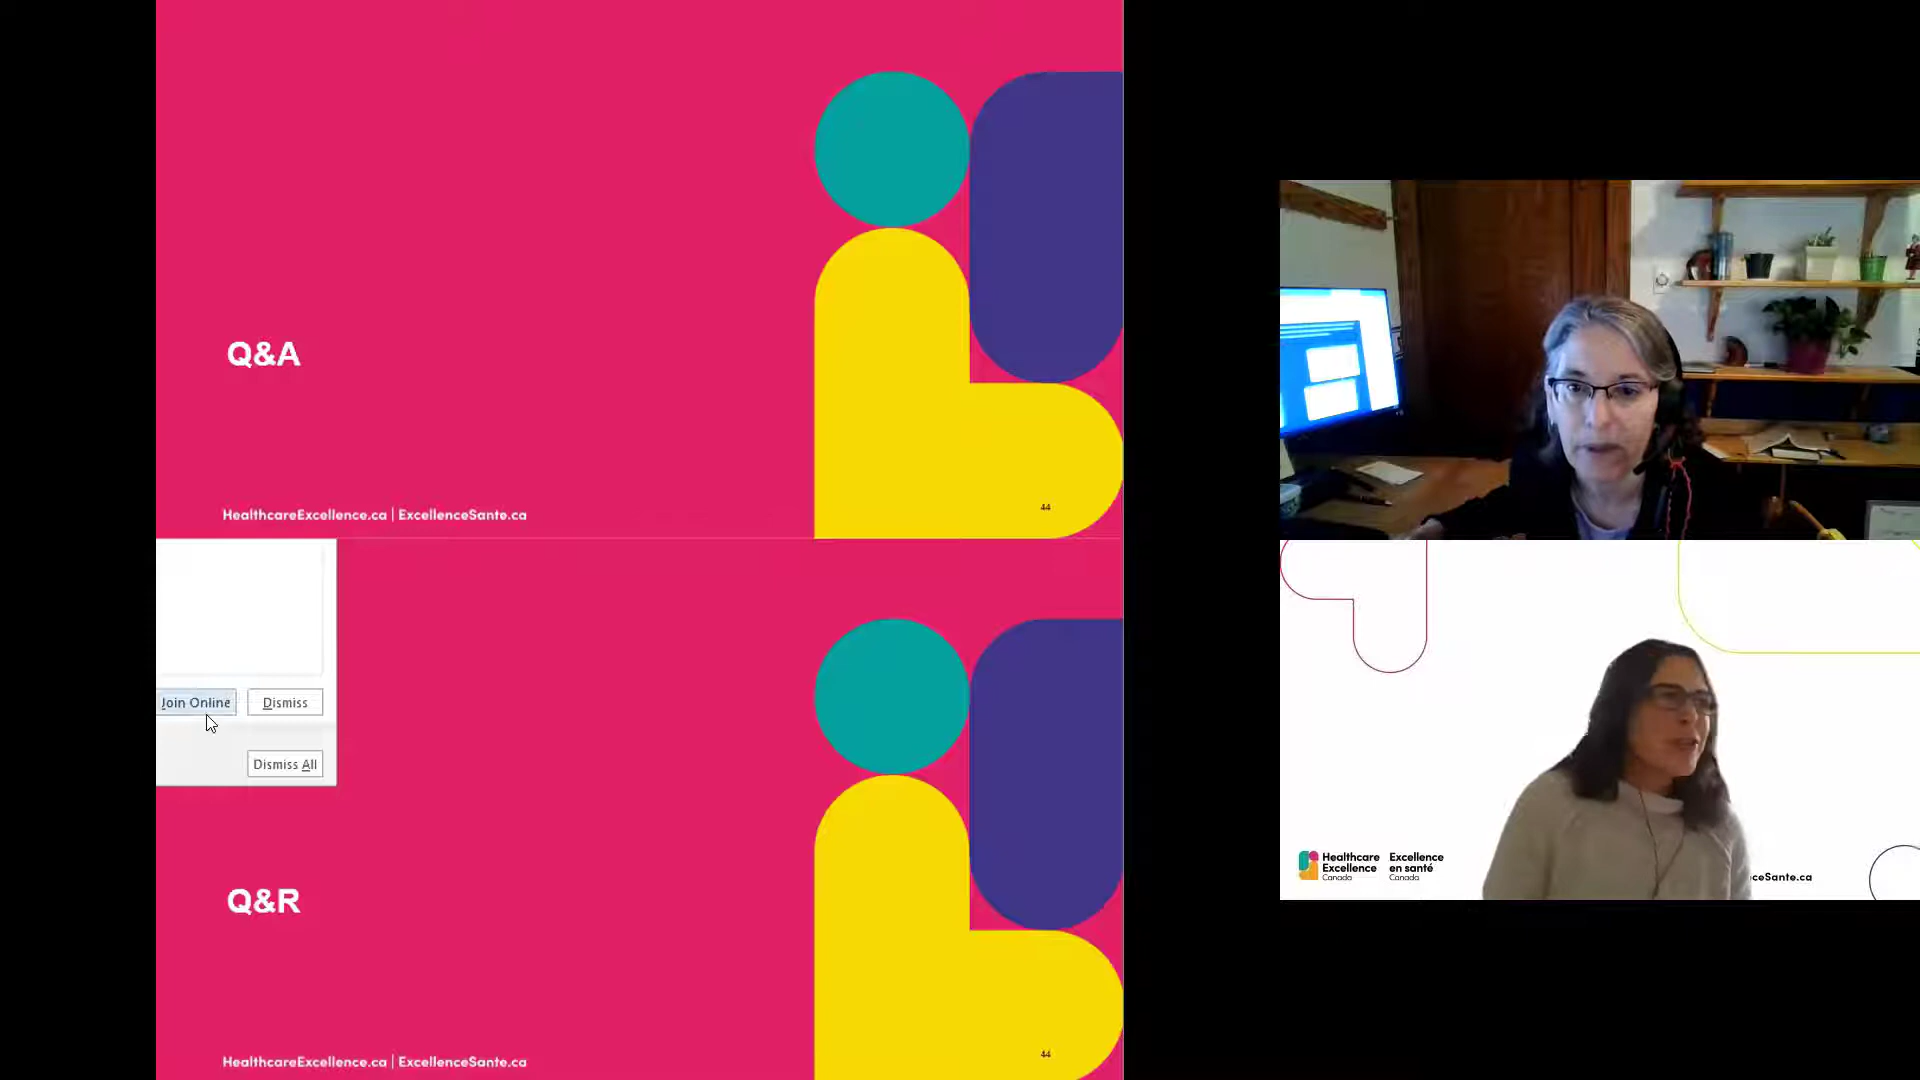 Q&A
HealthcareExcellence.ca | ExcellenceSante.ca
44
Join Online
Dismiss
Dismiss All
Q&R
HealthcareExcellence.ca | ExcellenceSante.ca
44
Healthcare
Excellence
Canada
Excellence
en santé
Canada
ceSante.ca